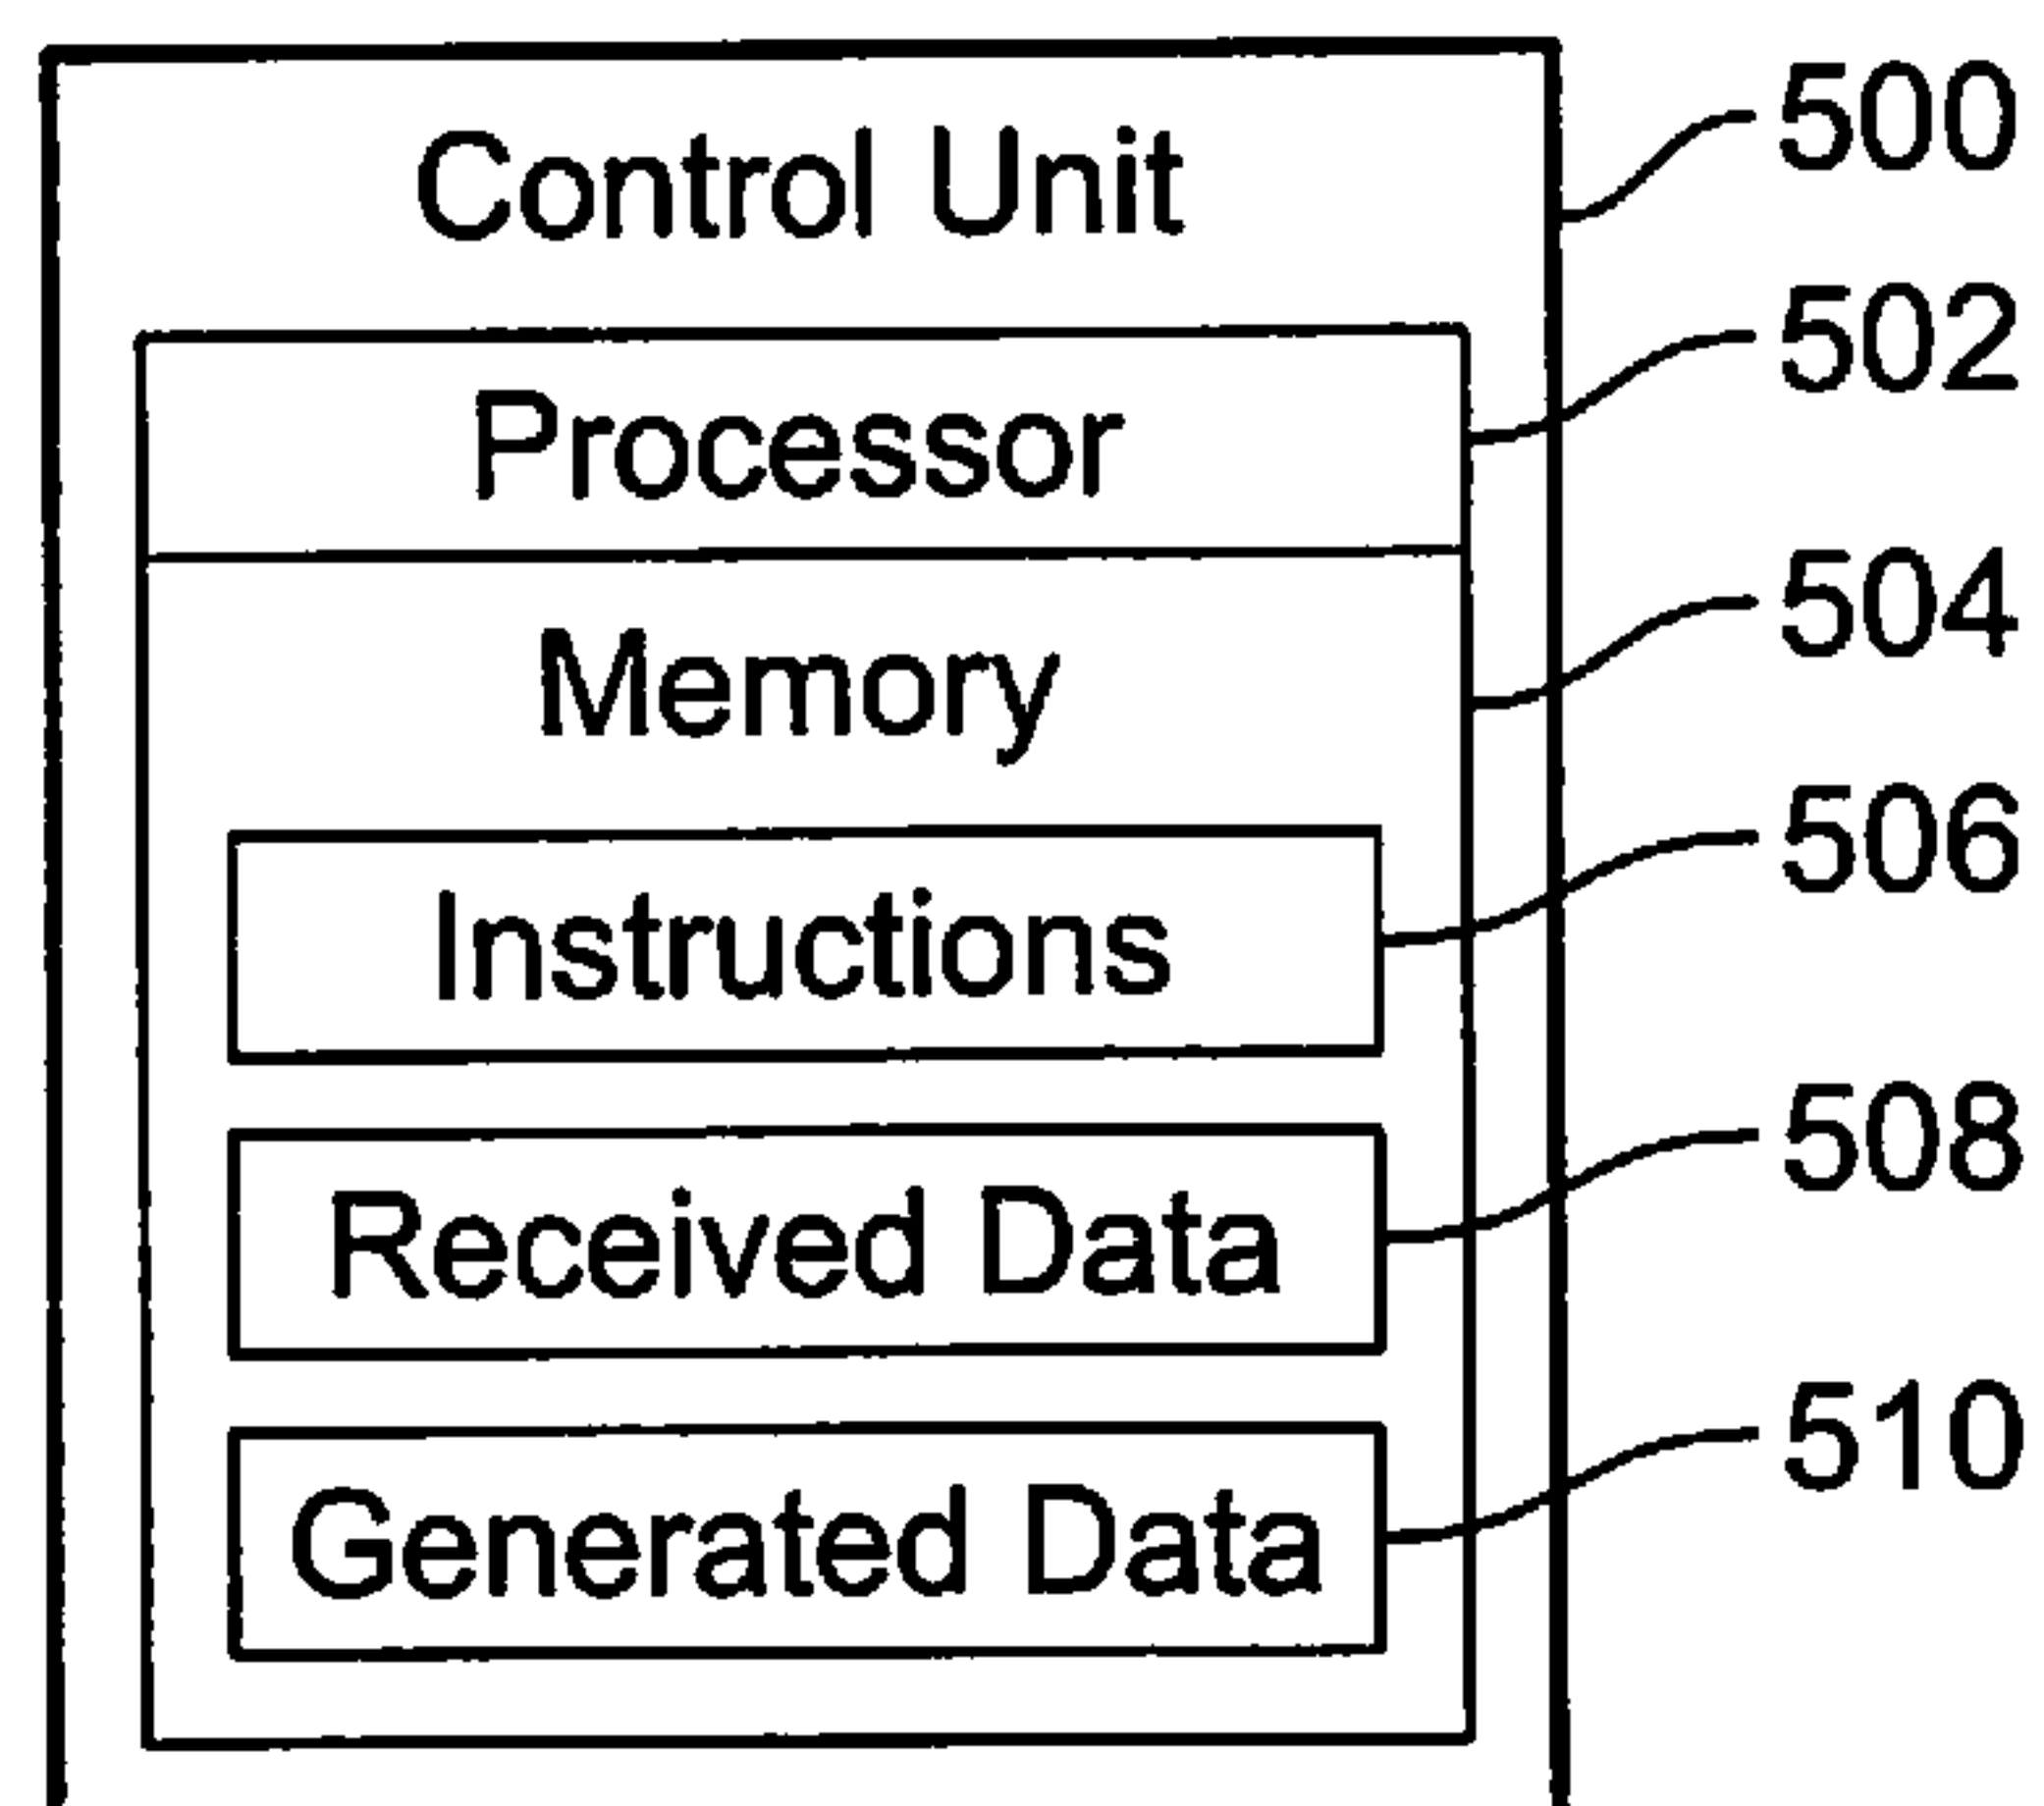 Control Unit
500
Processor
502
Memory
504
Instructions
506
Received Data
508
Generated Data
510